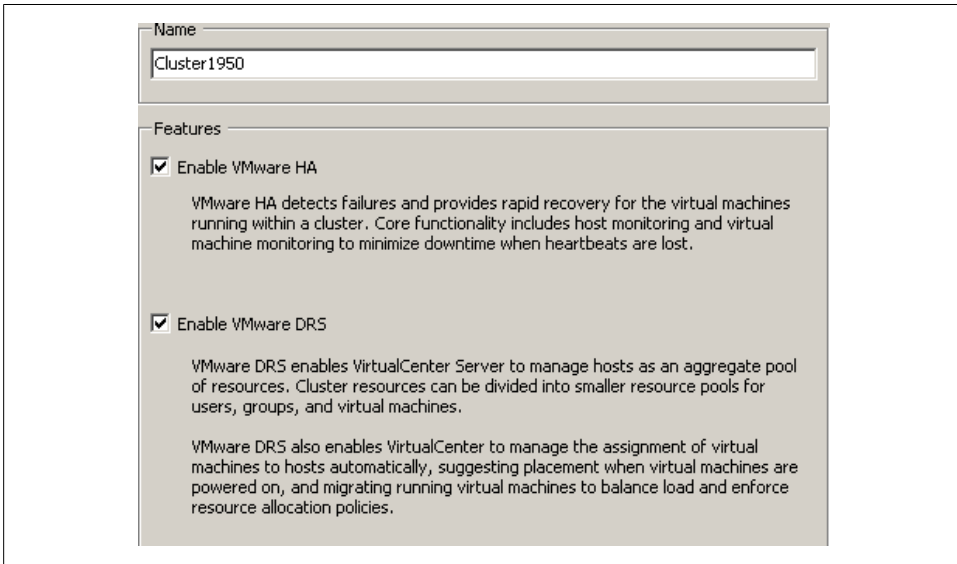 Name
Cluster1950
Features
Enable VMware HA
VMware HA detects failures and provides rapid recovery for the virtual machines
running within a cluster. Core functionality includes host monitoring and virtual
machine monitoring to minimize downtime when heartbeats are lost.
Enable VMware DRS
VMware DRS enables VirtualCenter Server to manage hosts as an aggregate pool
of resources. Cluster resources can be divided into smaller resource pools for
users, groups, and virtual machines.
VMware DRS also enables VirtualCenter to manage the assignment of virtual
machines to hosts automatically, suggesting placement when virtual machines are
powered on, and migrating running virtual machines to balance load and enforce
resource allocation policies.